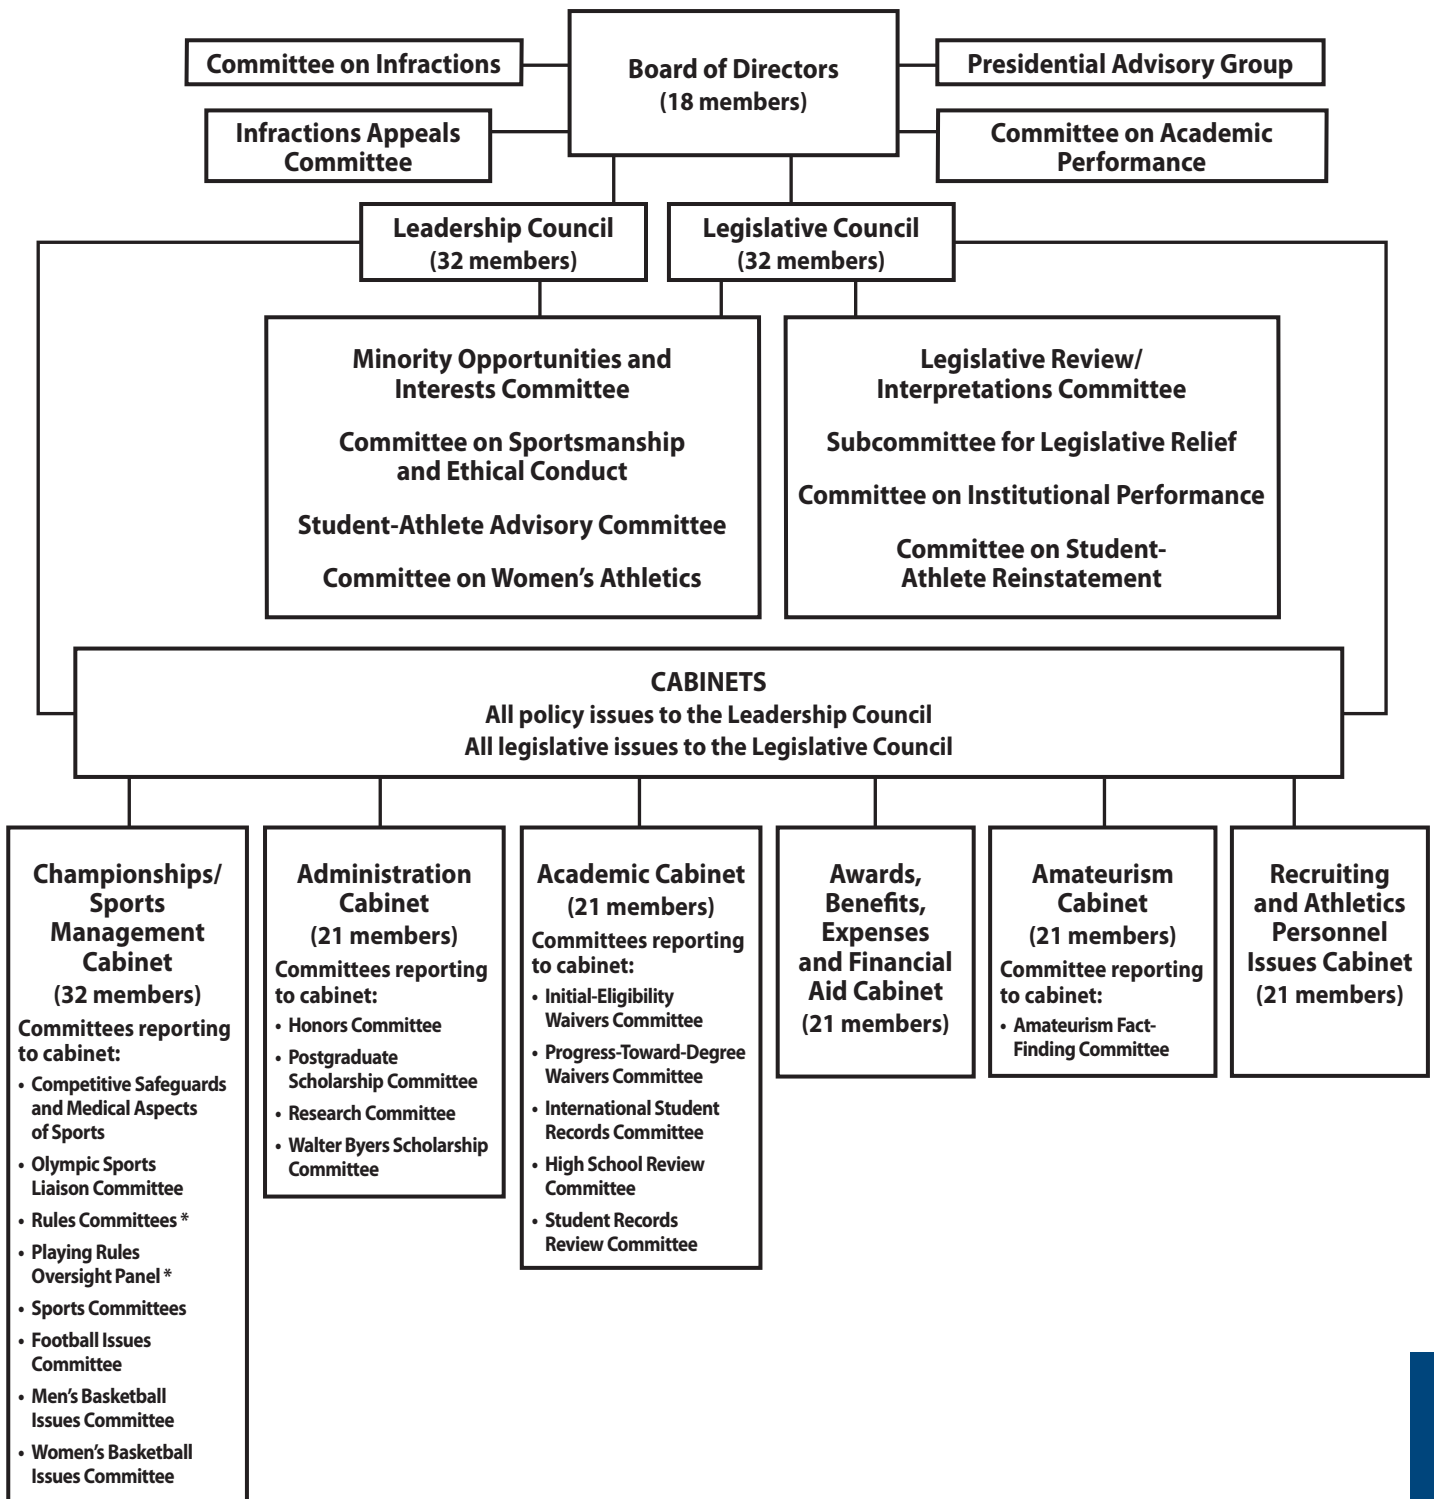 Committee on Infractions
Board of Directors
(18 members)
Presidential Advisory Group
Infractions Appeals
Committee
Committee on Academic
Performance
Leadership Council
(32 members)
Legislative Council
(32 members)
Minority Opportunities and
Interests Committee
Committee on Sportsmanship
and Ethical Conduct
Student-Athlete Advisory Committee
Committee on Women’s Athletics
Legislative Review/
Interpretations Committee
Subcommittee for Legislative Relief
Committee on Institutional Performance
Committee on Student-
Athlete Reinstatement
CABINETS
All policy issues to the Leadership Council
All legislative issues to the Legislative Council
Championships/
Sports
Management
Cabinet
(32 members)
Committees reporting
to cabinet:
• Competitive Safeguards
and Medical Aspects
of Sports
• Olympic Sports
Liaison Committee
• Rules Committees *
• Playing Rules
Oversight Panel *
• Sports Committees
• Football Issues
Committee
• Men’s Basketball
Issues Committee
• Women’s Basketball
Issues Committee
Administration
Cabinet
(21 members)
Committees reporting
to cabinet:
• Honors Committee
• Postgraduate
Scholarship Committee
• Research Committee
• Walter Byers Scholarship
Committee
Academic Cabinet
(21 members)
Committees reporting
to cabinet:
• Initial-Eligibility
Waivers Committee
• Progress-Toward-Degree
Waivers Committee
• International Student
Records Committee
• High School Review
Committee
• Student Records
Review Committee
Awards,
Benefits,
Expenses
and Financial
Aid Cabinet
(21 members)
Amateurism
Cabinet
(21 members)
Committee reporting
to cabinet:
• Amateurism Fact-
Finding Committee
Recruiting
and Athletics
Personnel
Issues Cabinet
(21 members)